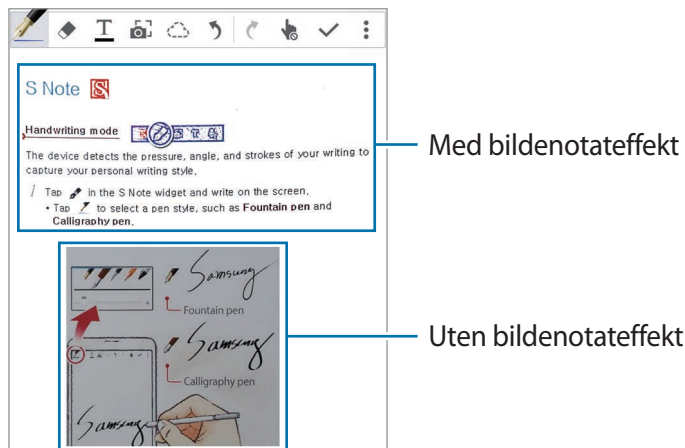 T
S Note
Handwriting mode
The device detects the pressure, angle, and strokes of your writing to
capture your personal writing style.
1 Tap in the S Note widget and write on the screen.
• Tap to select a pen style, such as Fountain pen and
Calligraphy pen.
Med bildenotateffekt
Samsung
Fountain pen
Samsung
Calligraphy pen
Samsung
Uten bildenotateffekt